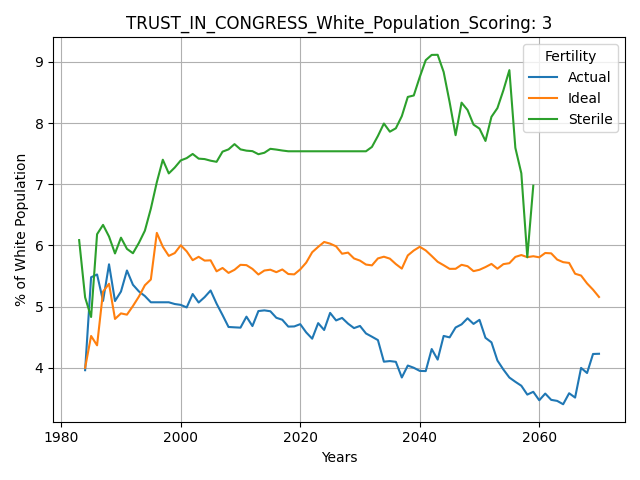 TRUST_IN_CONGRESS_White_Population_Scoring: 3
% of White Population
9
8
7
6
5
4
Fertility
Actual
Ideal
Sterile
1980
2000
2020
2040
2060
Years